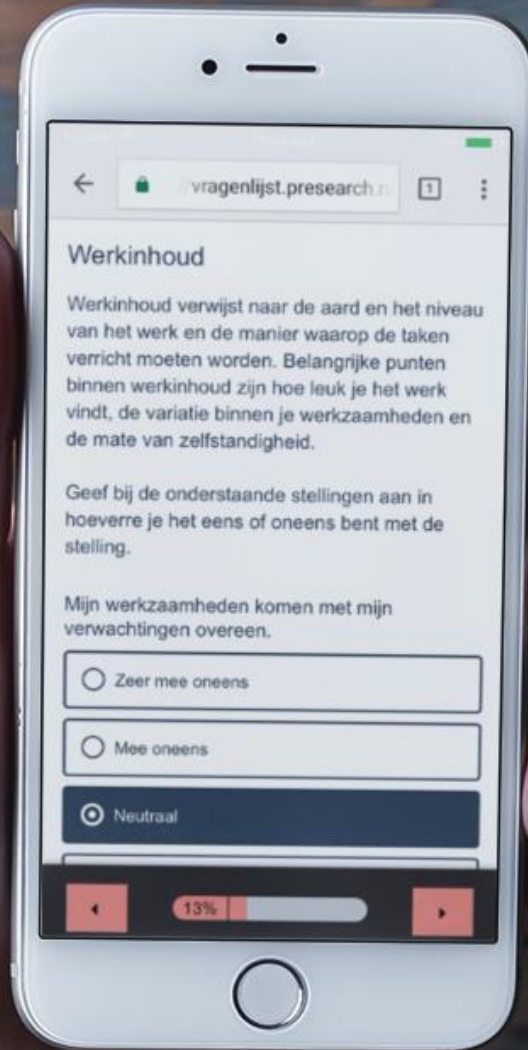 vragenlijst.presearch.n
1
Werkinhoud
Werkinhoud verwijst naar de aard en het niveau
van het werk en de manier waarop de taken
verricht moeten worden. Belangrijke punten
binnen werkinhoud zijn hoe leuk je het werk
vindt, de variatie binnen je werkzaamheden en
de mate van zelfstandigheid.
Geef bij de onderstaande stellingen aan in
hoeverre je het eens of oneens bent met de
stelling.
Mijn werkzaamheden komen met mijn
verwachtingen overeen.
Zeer mee oneens
Mee oneens
Neutraal
13%